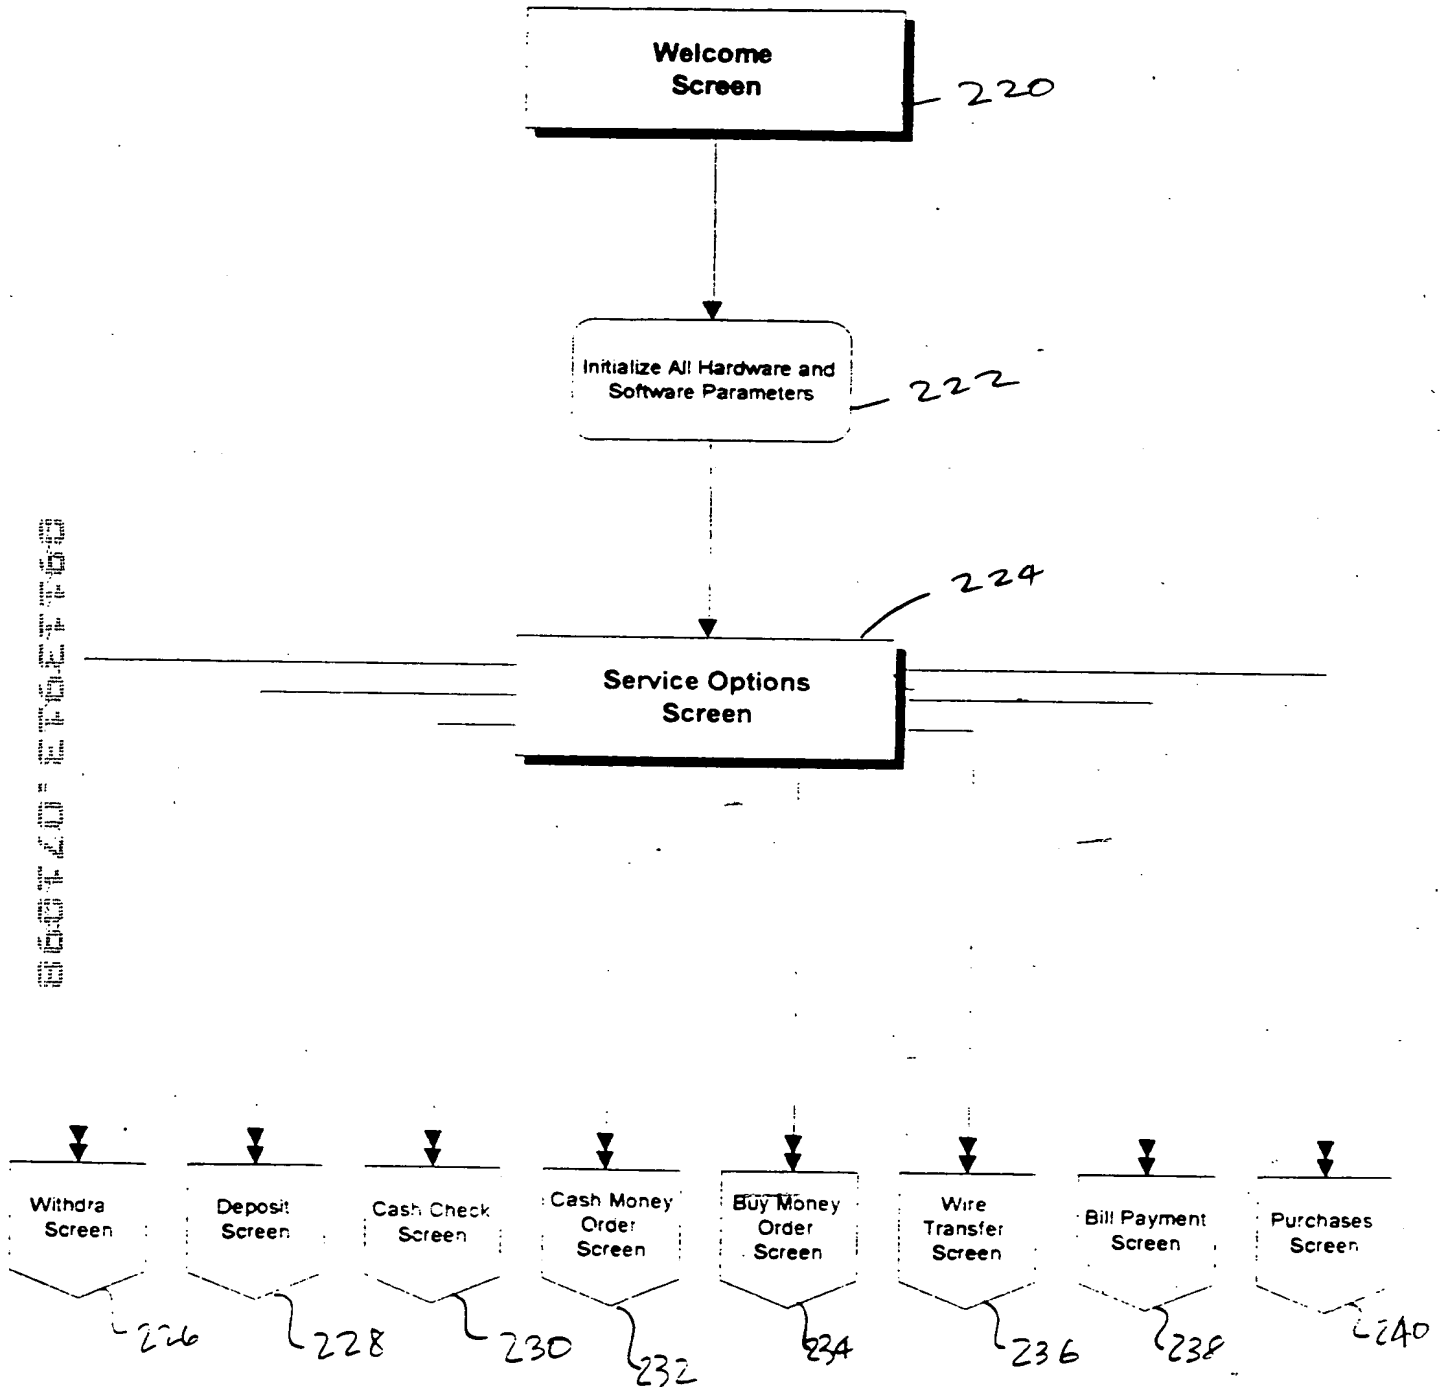 Welcome
Screen
220
Initialize All Hardware and
Software Parameters
222
224
Service Options
Screen
Withdra
Screen
Deposit
Screen
Cash Check
Screen
Cash Money
Order
Screen
Buy Money
Order
Screen
Wire
Transfer
Screen
Bill Payment
Screen
Purchases
Screen
226
228
230
232
234
236
238
240